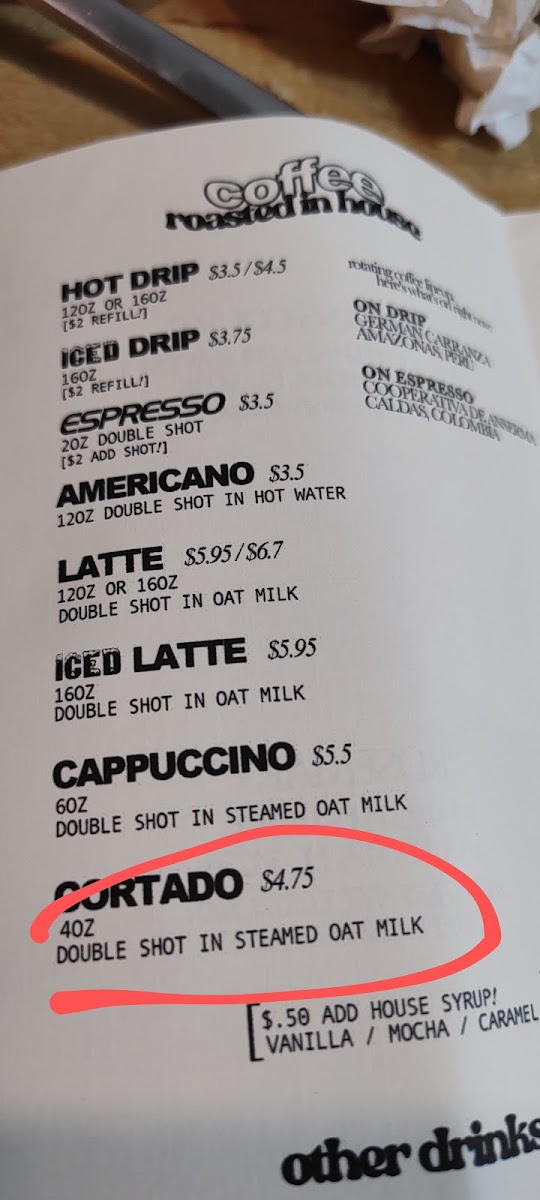 coffee
roasted in house
HOT DRIP $3.5/$4.5
12OZ OR 16OZ
[$2 REFILL!]
ICED DRIP $3.75
16OZ
[$2 REFILL!]
ESPRESSO $3.5
2OZ DOUBLE SHOT
[$2 ADD SHOT!]
AMERICANO $3.5
12OZ DOUBLE SHOT IN HOT WATER
LATTE $5.95/$6.7
12OZ OR 16OZ
DOUBLE SHOT IN OAT MILK
ICED LATTE $5.95
16OZ
DOUBLE SHOT IN OAT MILK
CAPPUCCINO $5.5
6OZ
DOUBLE SHOT IN STEAMED OAT MILK
CORTADO $4.75
4OZ
DOUBLE SHOT IN STEAMED OAT MILK
[$.50 ADD HOUSE SYRUP!
VANILLA / MOCHA / CARAMEL
rotating coffee lineup,
here's what's on right now:
ON DRIP
GERMAN CARRANZA
AMAZONAS, PERU
ON ESPRESSO
COOPERATIVA DE ANSERMA
CALDAS, COLOMBIA
other drinks